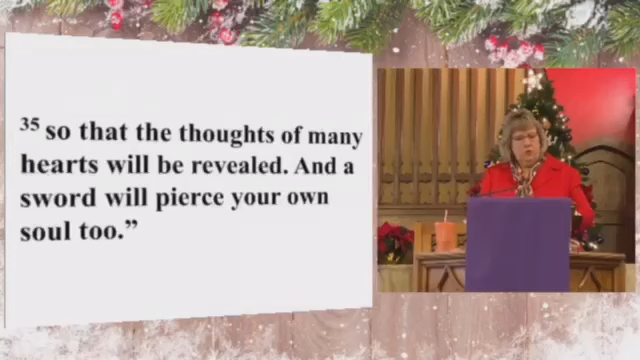 35 so that the thoughts of many
hearts will be revealed. And a
sword will pierce your own
soul too.”